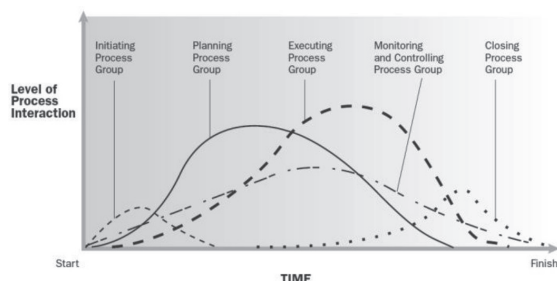 Initiating
Process
Group
Planning
Process
Group
Executing
Process
Group
Monitoring
and Controlling
Process Group
Closing
Process
Group
Level of
Process
Interaction
Start
Finish
TIME